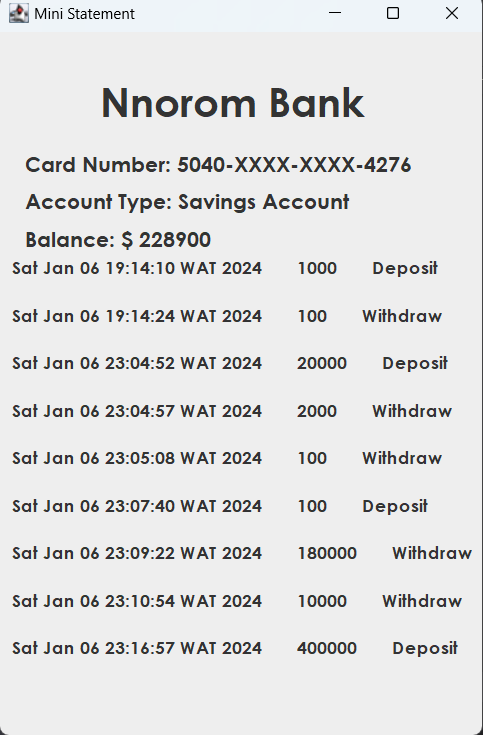 Mini Statement
Nnorom Bank
Card Number: 5040-XXXX-XXXX-4276
Account Type: Savings Account
Balance: $ 228900
Sat Jan 06 19:14:10 WAT 2024 1000 Deposit
Sat Jan 06 19:14:24 WAT 2024 100 Withdraw
Sat Jan 06 23:04:52 WAT 2024 20000 Deposit
Sat Jan 06 23:04:57 WAT 2024 2000 Withdraw
Sat Jan 06 23:05:08 WAT 2024 100 Withdraw
Sat Jan 06 23:07:40 WAT 2024 100 Deposit
Sat Jan 06 23:09:22 WAT 2024 180000 Withdraw
Sat Jan 06 23:10:54 WAT 2024 10000 Withdraw
Sat Jan 06 23:16:57 WAT 2024 400000 Deposit